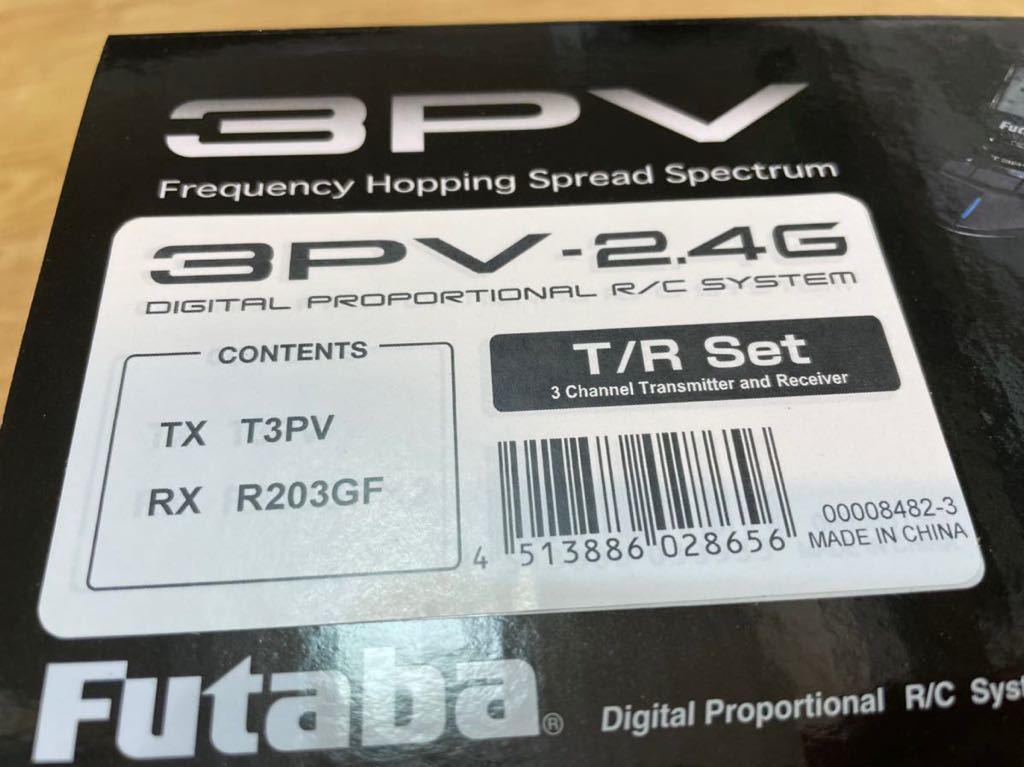 3PV
Frequency Hopping Spread Spectrum
3PV-2.4G
DIGITAL PROPORTIONAL R/C SYSTEM
CONTENTS
TX T3PV
RX R203GF
T/R Set
3 Channel Transmitter and Receiver
4 513886 028656
00008482-3
MADE IN CHINA
Futaba®
Digital Proportional R/C Syst
Futa